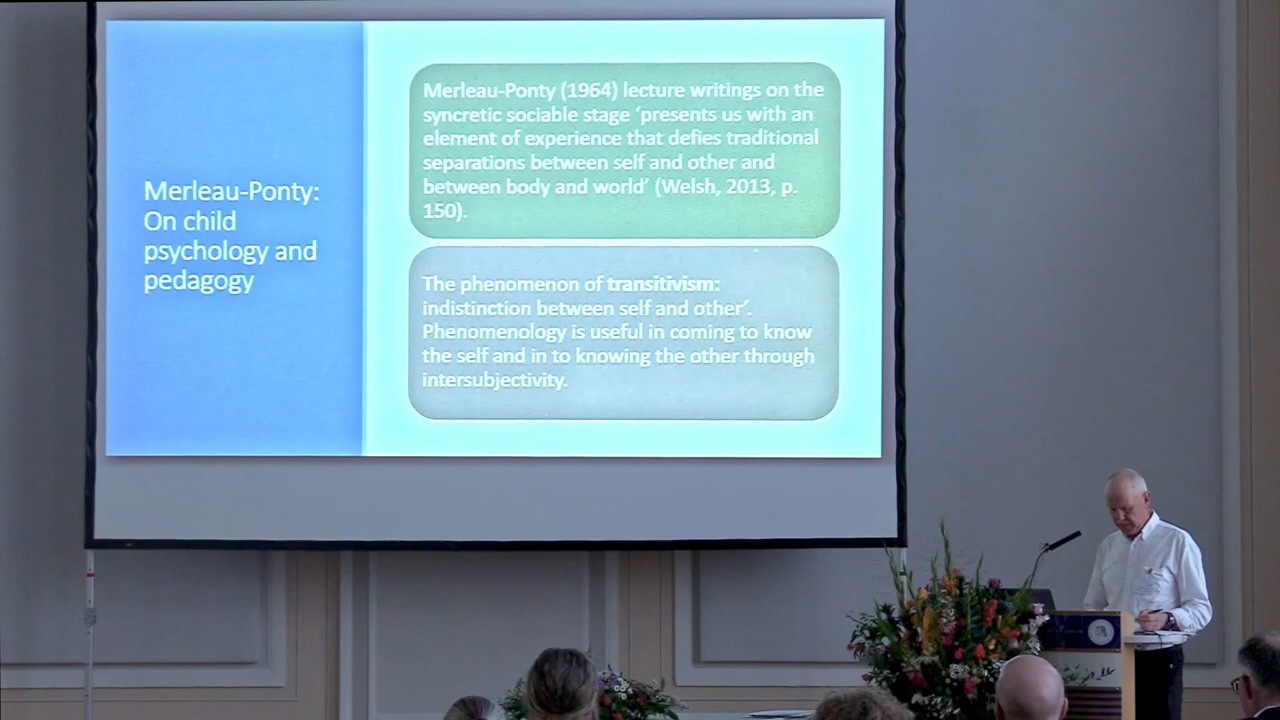 Merleau-Ponty:
On child
psychology and
pedagogy
Merleau-Ponty (1964) lecture writings on the
syncretic sociable stage ‘presents us with an
element of experience that defies traditional
separations between self and other and
between body and world’ (Welsh, 2013, p.
150).
The phenomenon of transitivism:
indistinction between self and other’.
Phenomenology is useful in coming to know
the self and in to knowing the other through
intersubjectivity.